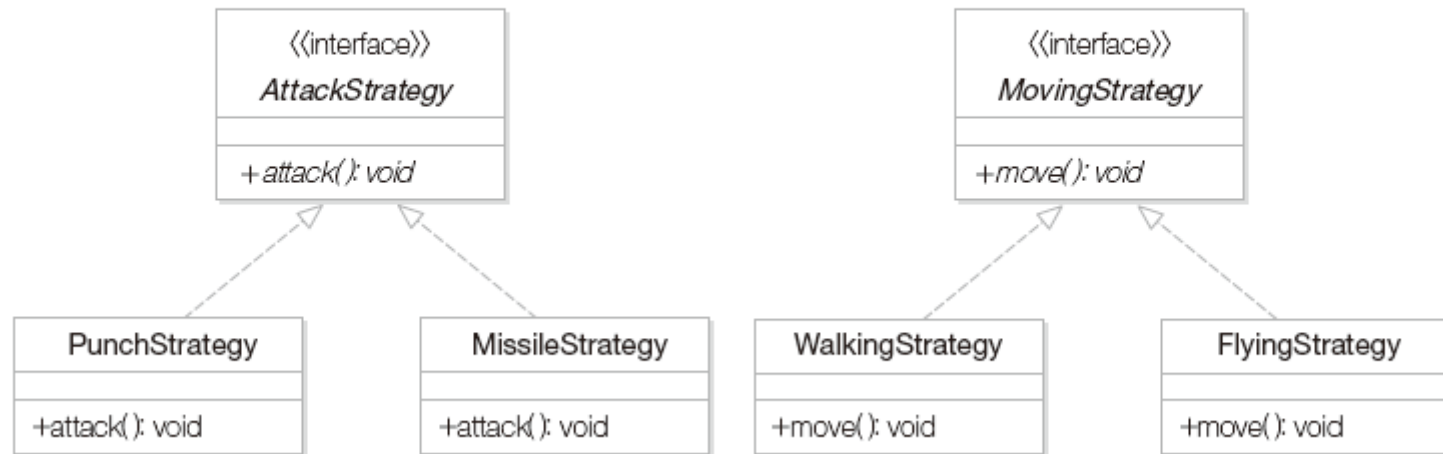 《interface》
AttackStrategy
+attack(): void
《interface》
MovingStrategy
+move(): void
PunchStrategy
+attack(): void
MissileStrategy
+attack(): void
WalkingStrategy
+move(): void
FlyingStrategy
+move(): void